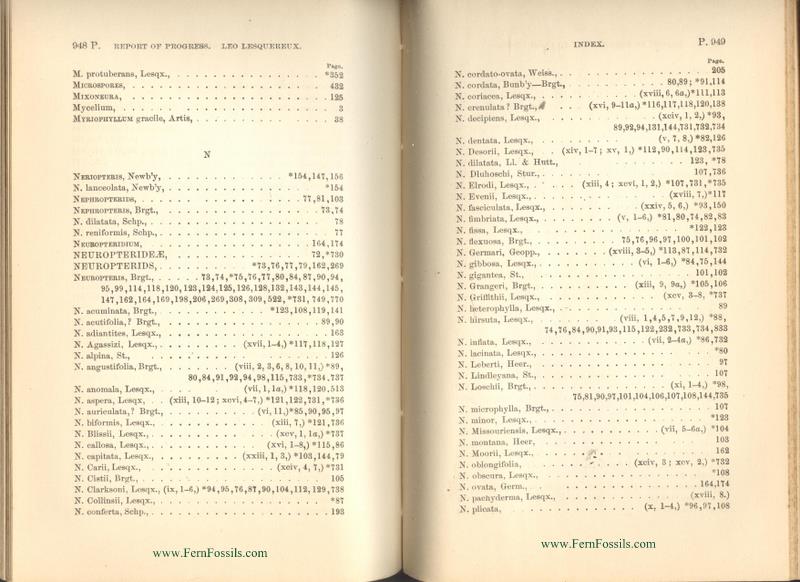 948 P. REPORT OF PROGRESS. LEO LESQUEREUX.
Page.
M. protuberans, Lesqx., *352
MICROSPORES, 432
MIXONEURA, 125
Mycelium, 3
MYRIOPHYLLUM gracile, Artis, 38
N
NERIOPTERIS, Newb'y, *154,147,156
N. lanceolata, Newb'y, *154
NEPHROPTERIDS, 77,81,103
NEPHROPTERIS, Brgt., 73,74
N. dilatata, Schp., 78
N. reniformis, Schp., 77
NEUROPTERIDIUM, 164,174
NEUROPTERIDEÆ, 72,*730
NEUROPTERIDS, *73,76,77,79,162,269
NEUROPTERIS, Brgt., 73,74,*75,76,77,80,84,87,90,94,
95,99,114,118,120,123,124,125,126,128,132,143,144,145,
147,162,164,169,198,206,269,308,309,522,*731,749,770
N. acuminata, Brgt., *123,108,119,141
N. acutifolia,? Brgt., 89,90
N. adiantites, Lesqx., 163
N. Agassizi, Lesqx., (xvii, 1-4,) *117,118,127
N. alpina, St., 126
N. angustifolia, Brgt., (viii, 2, 3, 6, 8, 10, 11,) *89,
80,84,91,92,94,98,115,733,*734,737
N. anomala, Lesqx., (vii, 1, 1a,) *118,120,513
N. aspera, Lesqx, (xiii, 10-12; xcvi, 4-7,) *121,122,731,*736
N. auriculata,? Brgt., (vi, 11,)*85,90,95,97
N. biformis, Lesqx., (xiii, 7,) *121,736
N. Blissii, Lesqx., (xcv, 1, 1a,) *737
N. callosa, Lesqx., (xvi, 1-8,) *115,86
N. capitata, Lesqx., (xxiii, 1, 3,) *103,144,79
N. Carii, Lesqx., (xciv, 4, 7,) *731
N. Cistii, Brgt., 105
N. Clarksoni, Lesqx., (ix, 1-6,) *94,95,76,87,90,104,112,129,738
N. Collinsii, Lesqx., *87
N. conferta, Schp., 193
www.FernFossils.com
INDEX. P. 949
Page.
N. cordato-ovata, Weiss., 205
N. cordata, Bunb'y—Brgt., 80,89; *91,114
N. coriacea, Lesqx., (xviii, 6, 6a,)*111,113
N. crenulata? Brgt., (xvi, 9-11a,) *116,117,118,120,138
N. decipiens, Lesqx., (xciv, 1, 2,) *93,
89,92,94,131,144,731,732,734
N. dentata, Lesqx., (v, 7, 8,) *82,126
N. Desorii, Lesqx., (xiv, 1-7; xv, 1,) *112,90,114,123,735
N. dilatata, Ll. & Hutt., 123, *78
N. Dluhoschi, Stur., 107,736
N. Elrodi, Lesqx., (xiii, 4; xcvi, 1, 2,) *107,731,*735
N. Evenii, Lesqx., (xviii, 7,)*117
N. fasciculata, Lesqx., (xxiv, 5, 6,) *93,150
N. fimbriata, Lesqx., (v, 1-6,) *81,80,74,82,83
N. fissa, Lesqx., *122,123
N. flexuosa, Brgt., 75,76,96,97,100,101,102
N. Germari, Geopp., (xviii, 3-5,) *113,87,114,732
N. gibbosa, Lesqx., (vi, 1-6,) *84,75,144
N. gigantea, St., 101,102
N. Grangeri, Brgt., (xiii, 9, 9a,) *105,106
N. Griffithii, Lesqx., (xcv, 3-8, *737
N. heterophylla, Lesqx., 89
N. hirsuta, Lesqx., (viii, 1,4,5,7,9,12,) *88,
74,76,84,90,91,93,115,122,232,733,734,833
N. inflata, Lesqx., (vii, 2-4a,) *86,732
N. lacinata, Lesqx., *80
N. Leberti, Heer., 97
N. Lindleyana, St., 107
N. Loschii, Brgt., (xi, 1-4,) *98,
75,81,90,97,101,104,106,107,108,144,735
N. microphylla, Brgt., 107
N. minor, Lesqx., *123
N. Missouriensis, Lesqx., (vii, 5-6a,) *104
N. montana, Heer, 103
N. Moorii, Lesqx., 162
N. oblongifolia, (xciv, 3; xcv, 2,) *732
N. obscura, Lesqx., *108
N. ovata, Germ., 164,174
N. pachyderma, Lesqx., (xviii, 8.)
N. plicata, (x, 1-4,) *96,97,108
www.FernFossils.com